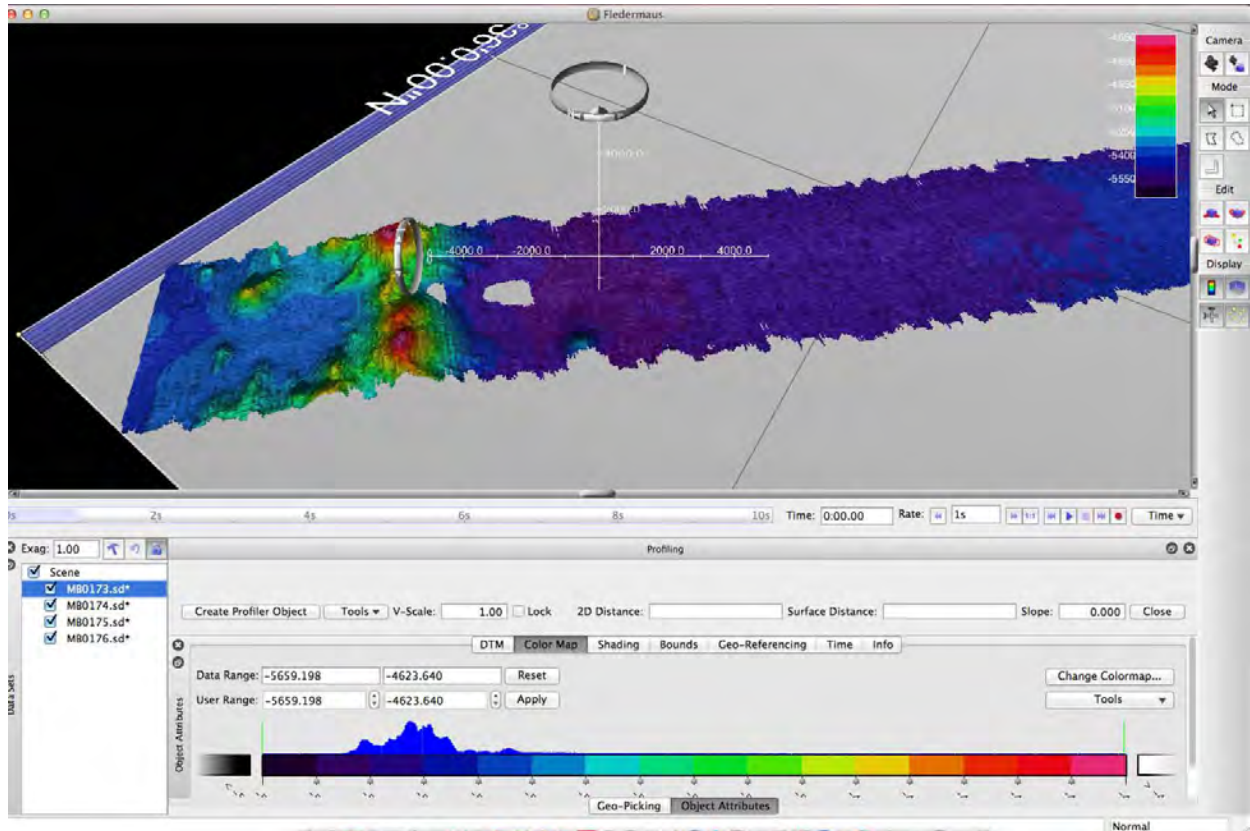 Fledermaus
Camera
Mode
Edit
Display
-5400
-5550
-4000.0
-2000.0
2000.0
4000.0
0s 2s 4s 6s 8s 10s Time: 0:00.00 Rate: 1s 1:1 Time
Exag: 1.00
Profiling
Scene
MB0173.sd*
MB0174.sd*
MB0175.sd*
MB0176.sd*
Data Sets
Create Profiler Object Tools V-Scale: 1.00 Lock 2D Distance: Surface Distance: Slope: 0.000 Close
DTM Color Map Shading Bounds Geo-Referencing Time Info
Data Range: -5659.198 -4623.640 Reset Change Colormap...
User Range: -5659.198 -4623.640 Apply Tools
Object Attributes
Geo-Picking Object Attributes
Normal